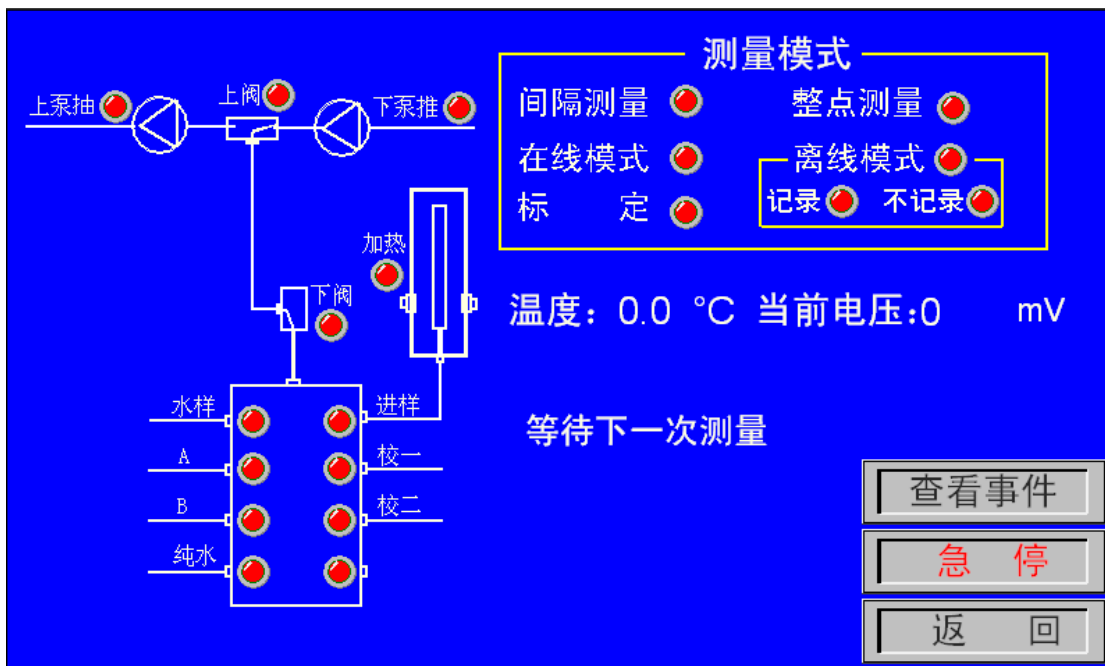 测量模式
上泵抽
上阀
下泵推
间隔测量
整点测量
在线模式
离线模式
记录
不记录
标 定
加热
下阀
温度: 0.0 ℃ 当前电压:0 mV
水样
进样
等待下一次测量
A
校一
B
校二
纯水
查看事件
急 停
返 回